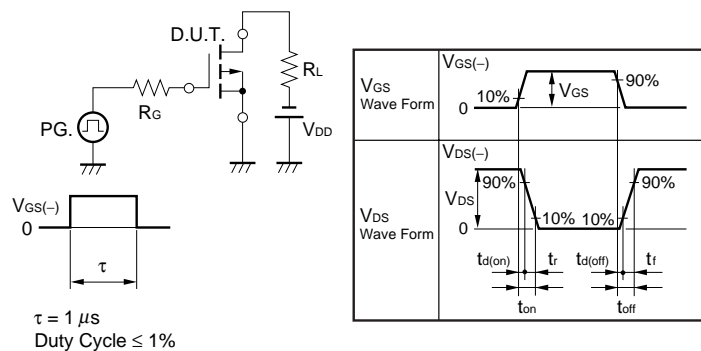 D.U.T.
RL
RG
PG.
VDD
VGS(−)
0
τ
τ = 1 μs
Duty Cycle ≤ 1%
VGS
Wave Form
VGS(−)
10%
VGS
90%
0
VDS
Wave Form
VDS(−)
90%
VDS
90%
10%
10%
0
td(on)
tr
td(off)
tf
ton
toff